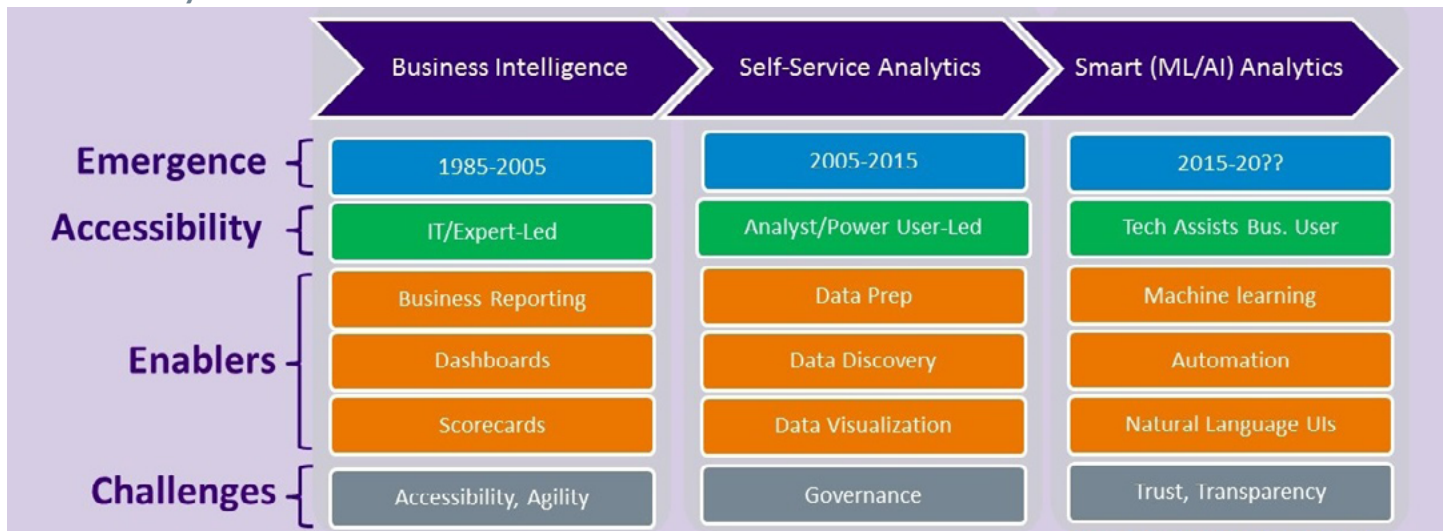 Business Intelligence
Self-Service Analytics
Smart (ML/AI) Analytics
Emergence
1985-2005
2005-2015
2015-20??
Accessibility
IT/Expert-Led
Analyst/Power User-Led
Tech Assists Bus. User
Enablers
Business Reporting
Data Prep
Machine learning
Dashboards
Data Discovery
Automation
Scorecards
Data Visualization
Natural Language UIs
Challenges
Accessibility, Agility
Governance
Trust, Transparency